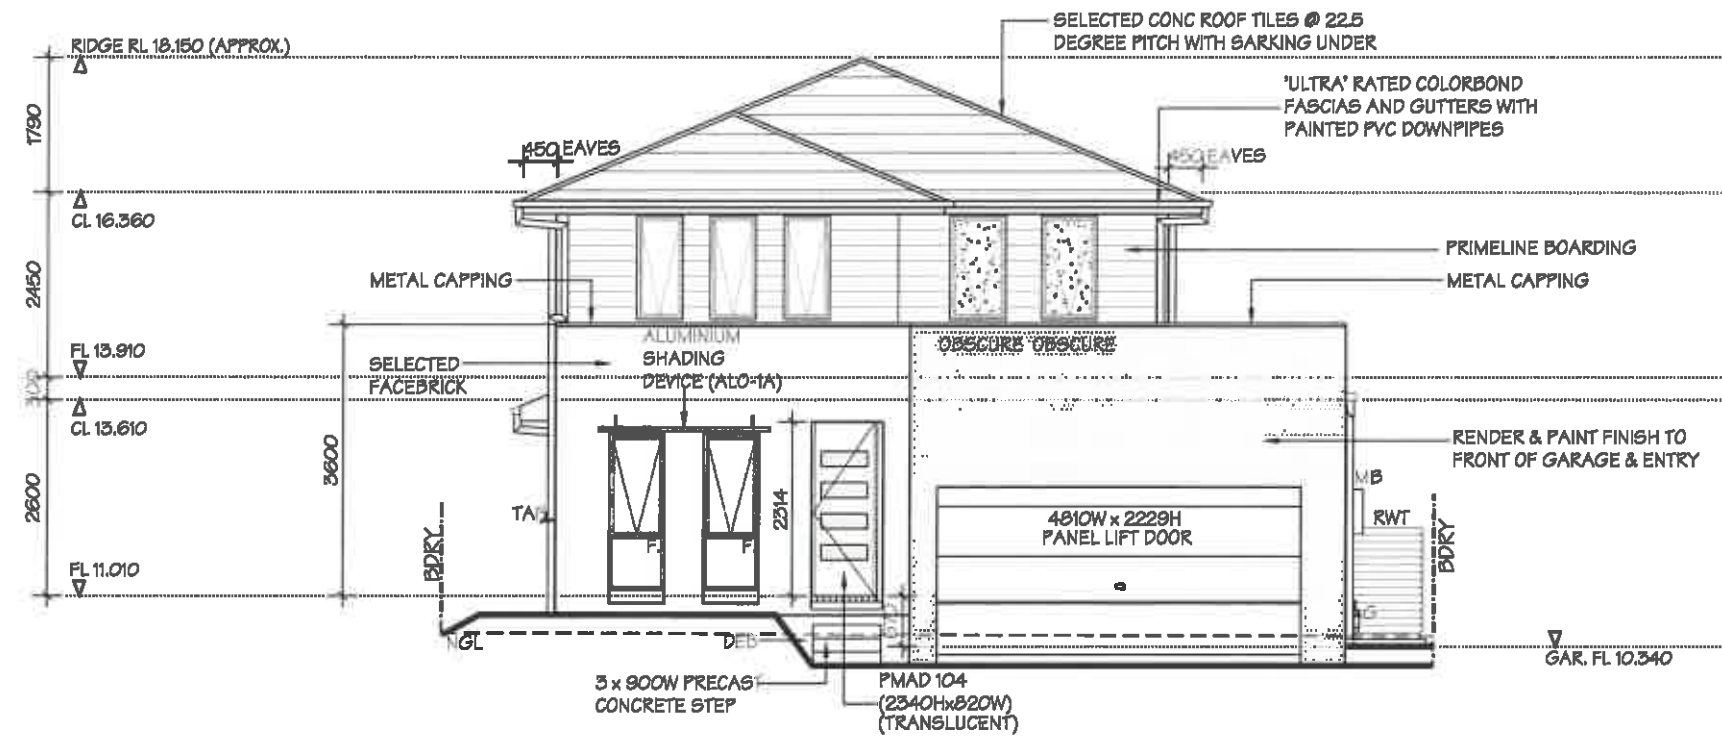 SELECTED CONC ROOF TILES @ 22.5
DEGREE PITCH WITH SARKING UNDER
RIDGE RL 18.150 (APPROX.)
'ULTRA' RATED COLORBOND
FASCIAS AND GUTTERS WITH
PAINTED PVC DOWNPIPES
1790
450 EAVES
450 EAVES
CL 16.360
PRIMELINE BOARDING
2450
METAL CAPPING
METAL CAPPING
ALUMINIUM
SHADING
DEVICE (ALO-1A)
OBSCURE OBSCURE
FL 13.910
SELECTED
FACEBRICK
300
CL 13.610
RENDER & PAINT FINISH TO
FRONT OF GARAGE & ENTRY
3600
2600
2314
MB
RWT
TAP
4810W x 2229H
PANEL LIFT DOOR
F
F
BDRY
BDRY
FL 11.010
G
NGL
DEB
GAR. FL 10.340
3 x 900W PRECAST
CONCRETE STEP
PMAD 104
(2340Hx820W)
(TRANSLUCENT)